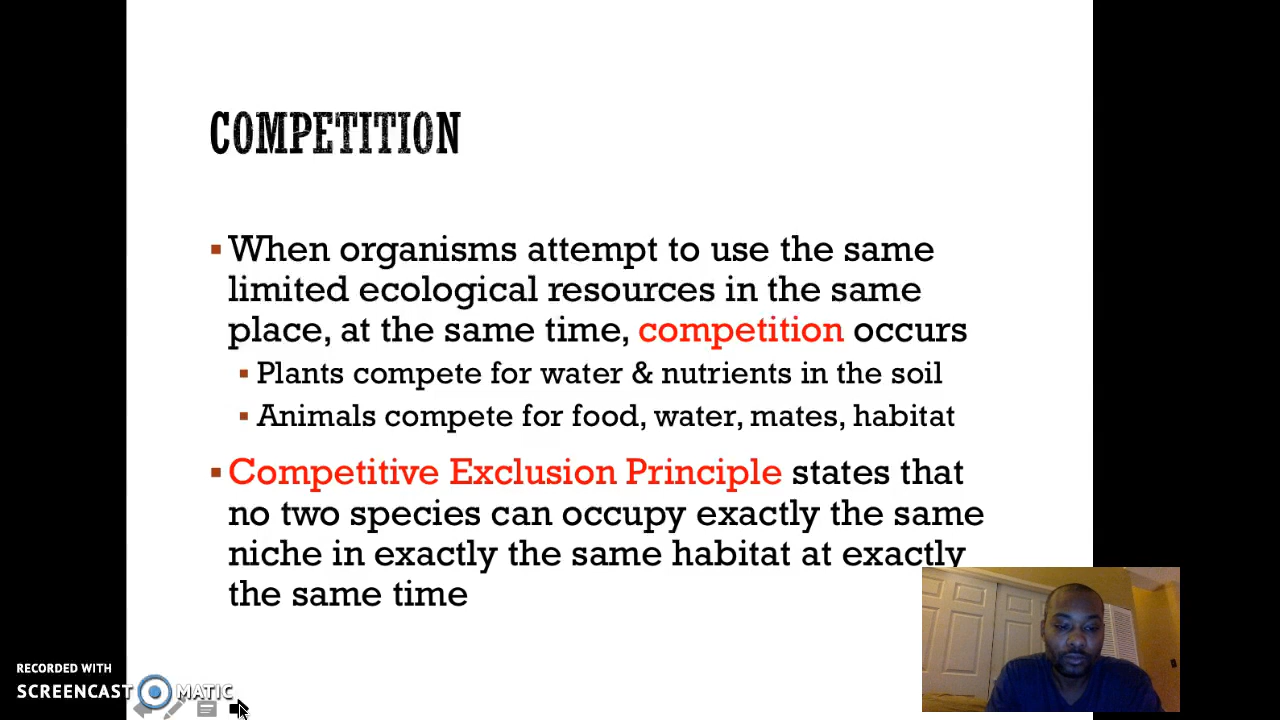 COMPETITION
When organisms attempt to use the same
limited ecological resources in the same
place, at the same time, competition occurs
Plants compete for water & nutrients in the soil
Animals compete for food, water, mates, habitat
Competitive Exclusion Principle states that
no two species can occupy exactly the same
niche in exactly the same habitat at exactly
the same time
RECORDED WITH
SCREENCAST MATIC